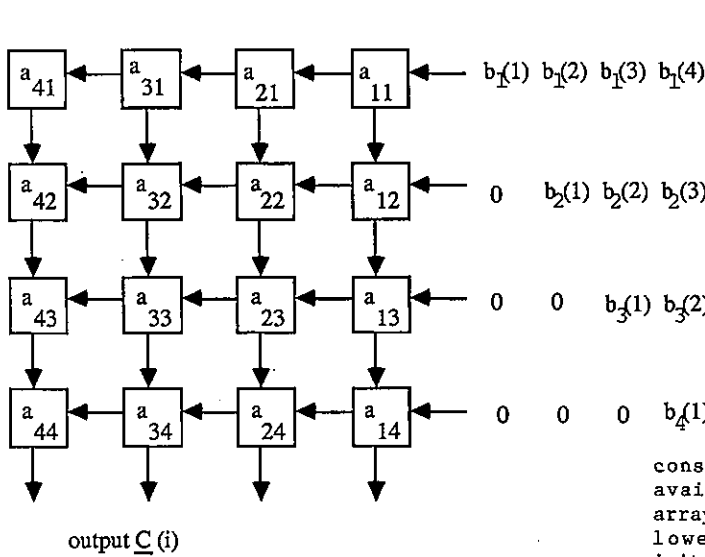 a41 a31 a21 a11 b1(1) b1(2) b1(3) b1(4)
a42 a32 a22 a12 0 b2(1) b2(2) b2(3)
a43 a33 a23 a13 0 0 b3(1) b3(2)
a44 a34 a24 a14 0 0 0 b4(1)
cons
avai
array
lowe
output C (i)